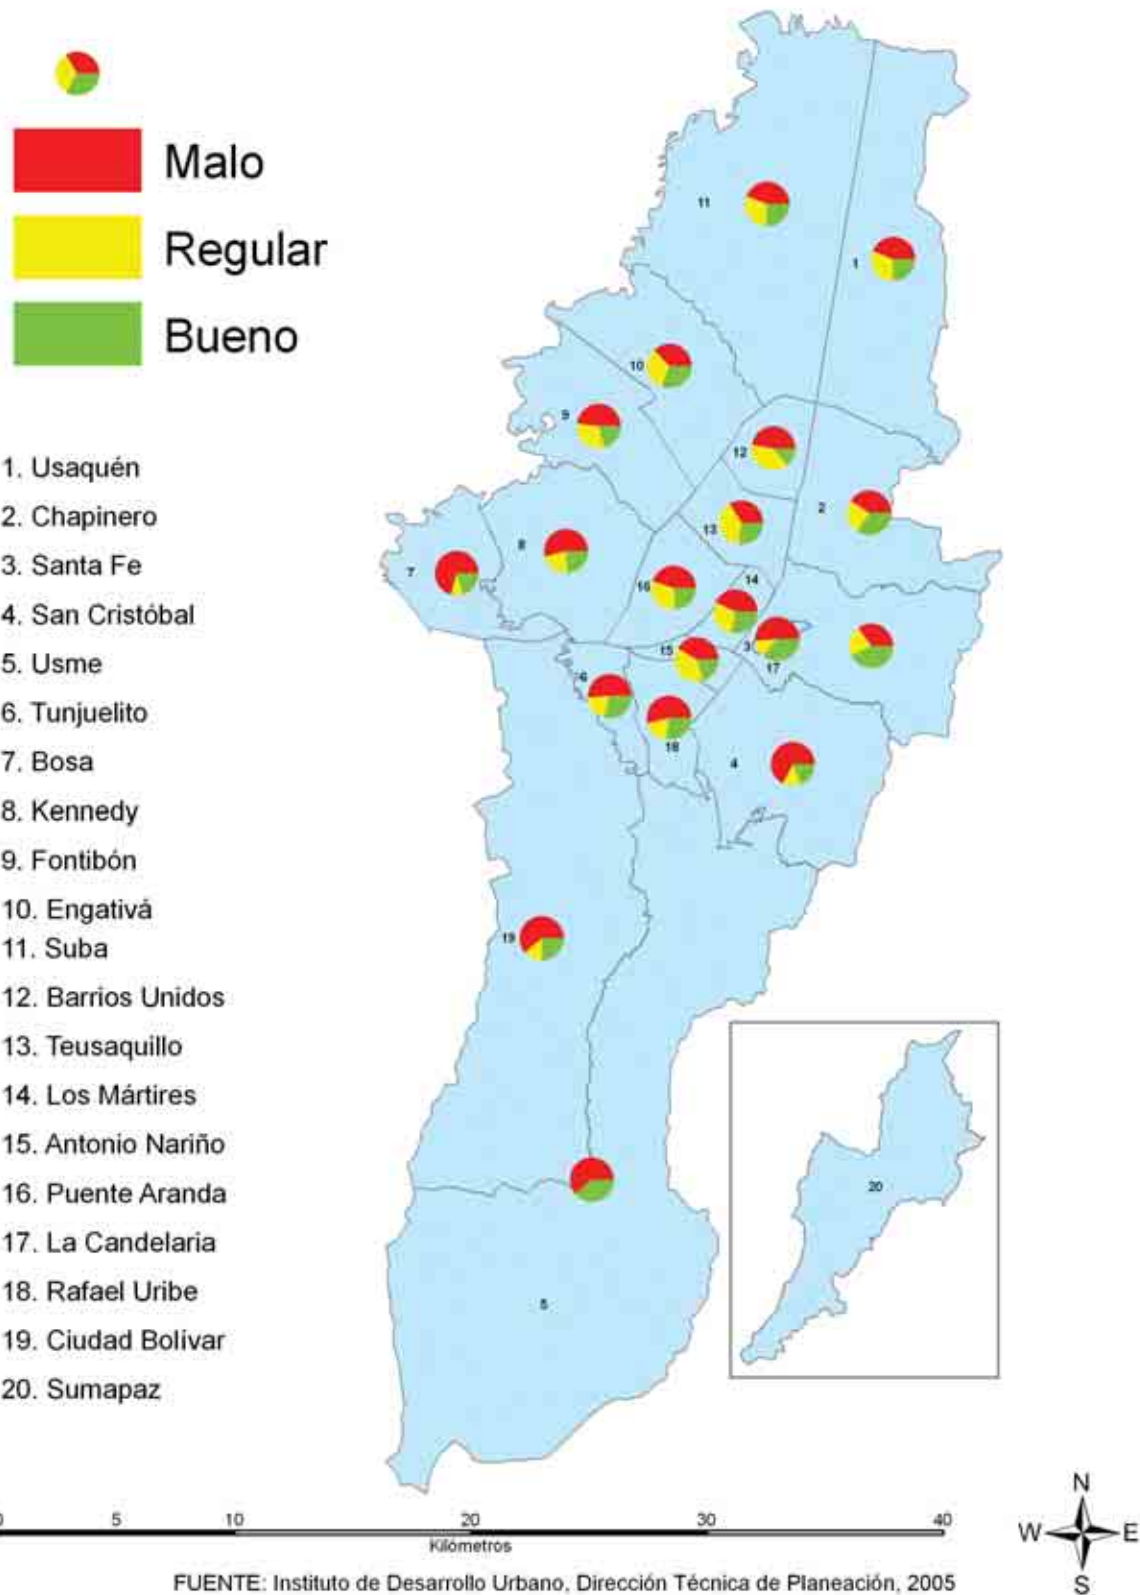 Malo
Regular
Bueno
1. Usaquén
2. Chapinero
3. Santa Fe
4. San Cristóbal
5. Usme
6. Tunjuelito
7. Bosa
8. Kennedy
9. Fontibón
10. Engativá
11. Suba
12. Barrios Unidos
13. Teusaquillo
14. Los Mártires
15. Antonio Nariño
16. Puente Aranda
17. La Candelaria
18. Rafael Uribe
19. Ciudad Bolívar
20. Sumapaz
11
1
10
9
12
2
13
8
7
14
16
3
15
17
6
18
4
19
20
5
0 5 10 20 30 40
Kilómetros
N
W E
S
FUENTE: Instituto de Desarrollo Urbano, Dirección Técnica de Planeación, 2005